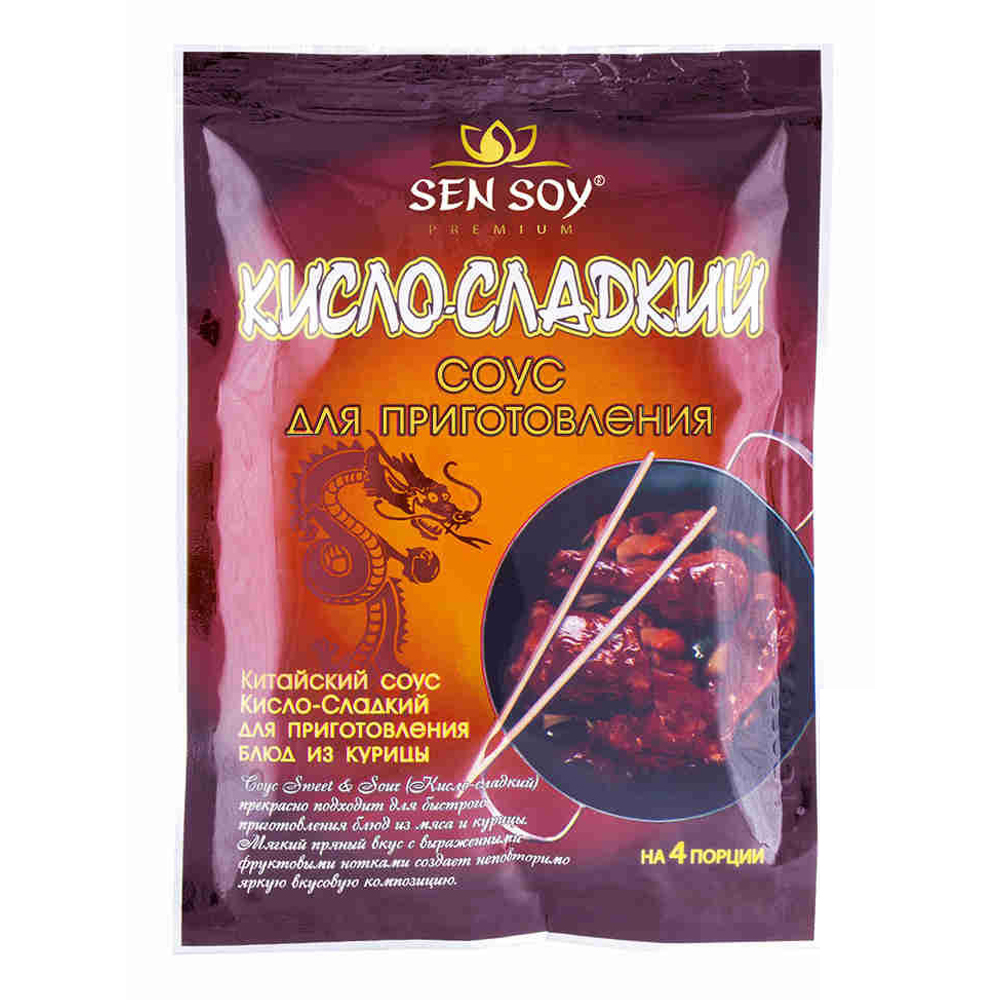 SEN SOY®
PREMIUM
КИСЛО-СЛАДКИЙ
СОУС
ДЛЯ ПРИГОТОВЛЕНИЯ
Китайский соус
Кисло-Сладкий
для приготовления
блюд из курицы
Соус Sweet & Sour (Кисло-сладкий)
прекрасно подходит для быстрого
приготовления блюд из мяса и курицы.
Мягкий пряный вкус с выраженными
фруктовыми нотками создает неповторимо
яркую вкусовую композицию.
НА 4 ПОРЦИИ